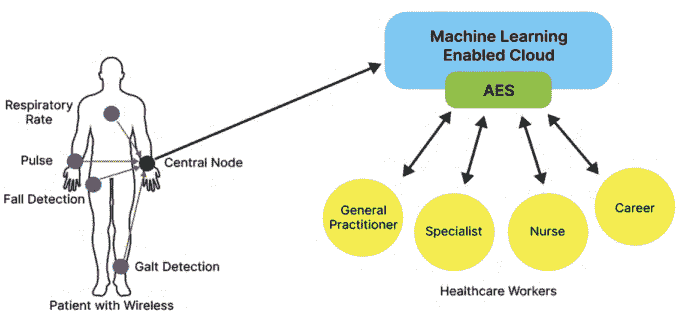 Machine Learning
Enabled Cloud
AES
Respiratory
Rate
Pulse
Central Node
Fall Detection
Galt Detection
Patient with Wireless
General
Practitioner
Specialist
Nurse
Career
Healthcare Workers